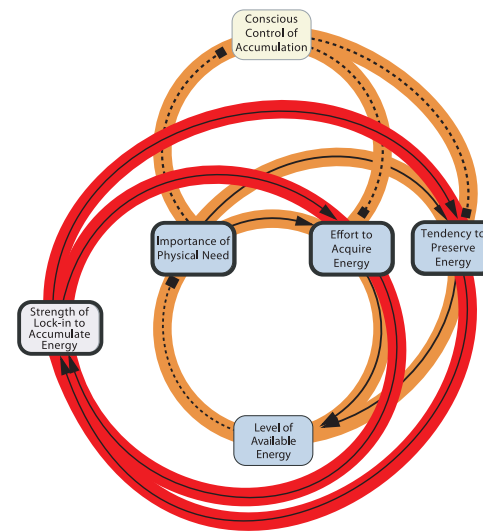 Conscious
Control of
Accumulation
Importance of
Physical Need
Effort to
Acquire
Energy
Tendency to
Preserve
Energy
Strength of
Lock-in to
Accumulate
Energy
Level of
Available
Energy